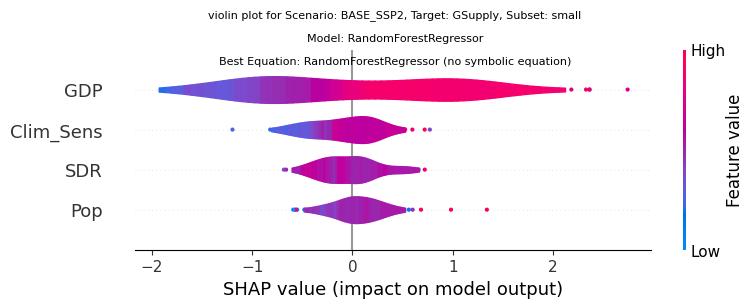 violin plot for Scenario: BASE_SSP2, Target: GSupply, Subset: small
Model: RandomForestRegressor
Best Equation: RandomForestRegressor (no symbolic equation)
High
GDP
Clim_Sens
SDR
Pop
Feature value
Low
−2 −1 0 1 2
SHAP value (impact on model output)